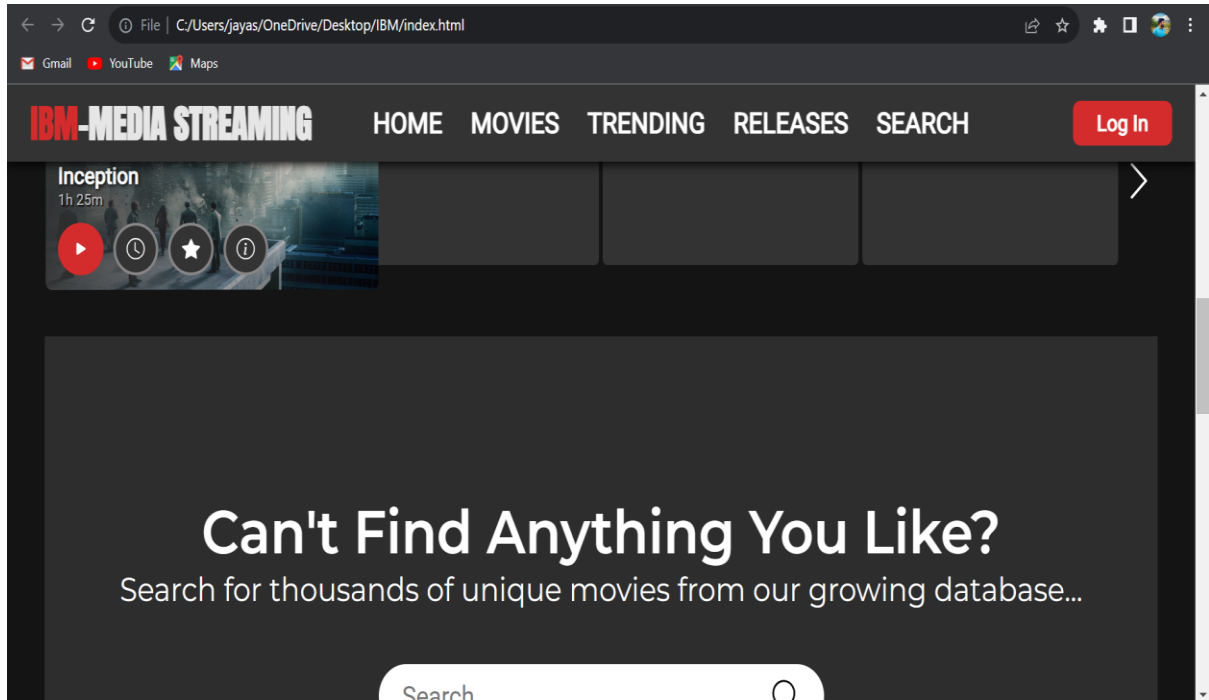 File | C:/Users/jayas/OneDrive/Desktop/IBM/index.html
Gmail YouTube Maps
IBM-MEDIA STREAMING HOME MOVIES TRENDING RELEASES SEARCH Log In
Inception
1h 25m
Can't Find Anything You Like?
Search for thousands of unique movies from our growing database...
Search